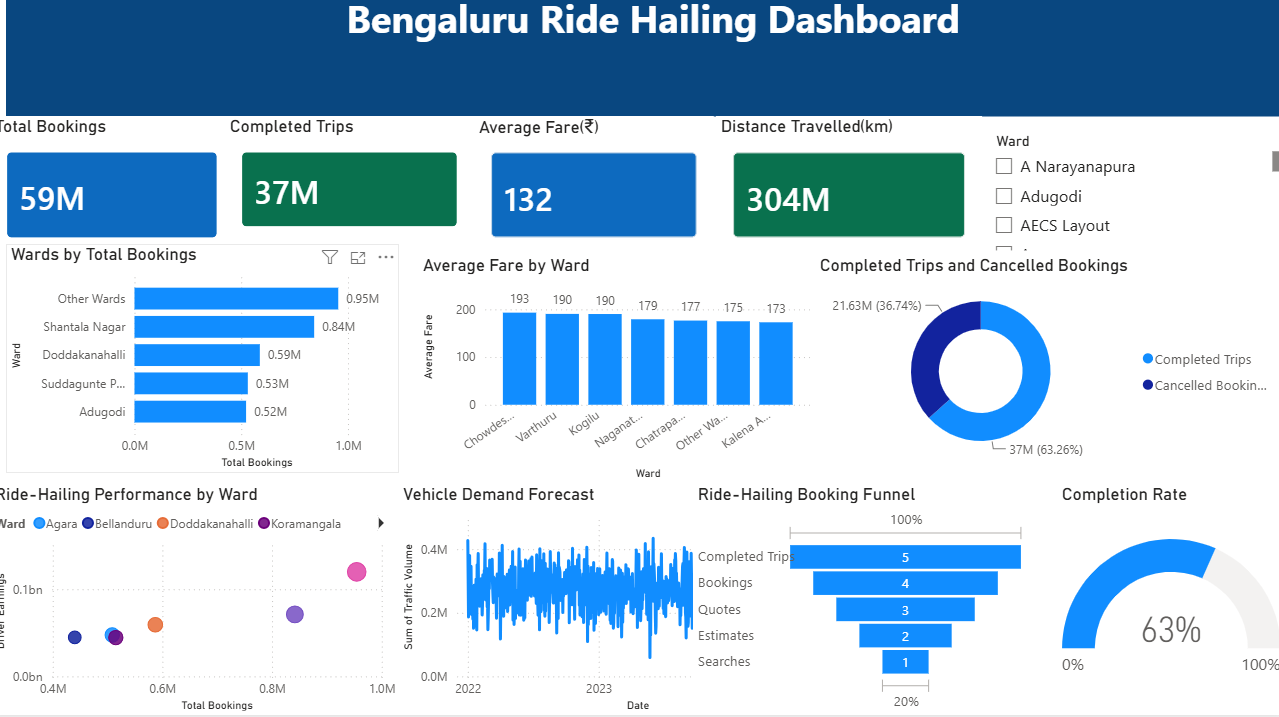 Bengaluru Ride Hailing Dashboard
Total Bookings
59M
Completed Trips
37M
Average Fare(₹)
132
Distance Travelled(km)
304M
Ward
A Narayanapura
Adugodi
AECS Layout
Wards by Total Bookings
Ward
Other Wards 0.95M
Shantala Nagar 0.84M
Doddakanahalli 0.59M
Suddagunte P... 0.53M
Adugodi 0.52M
0.0M 0.5M 1.0M
Total Bookings
Average Fare by Ward
Average Fare
200
100
0
193 190 190 179 177 175 173
Chowdes... Varthuru Kogilu Naganat... Chatrapa... Other Wa... Kalena A...
Ward
Completed Trips and Cancelled Bookings
21.63M (36.74%)
37M (63.26%)
Completed Trips
Cancelled Bookin...
Ride-Hailing Performance by Ward
Ward Agara Bellanduru Doddakanahalli Koramangala
Driver Earnings
0.1bn
0.0bn
0.4M 0.6M 0.8M 1.0M
Total Bookings
Vehicle Demand Forecast
Sum of Traffic Volume
0.4M
0.2M
0.0M
2022 2023
Date
Ride-Hailing Booking Funnel
100%
Completed Trips 5
Bookings 4
Quotes 3
Estimates 2
Searches 1
20%
Completion Rate
63%
0% 100%